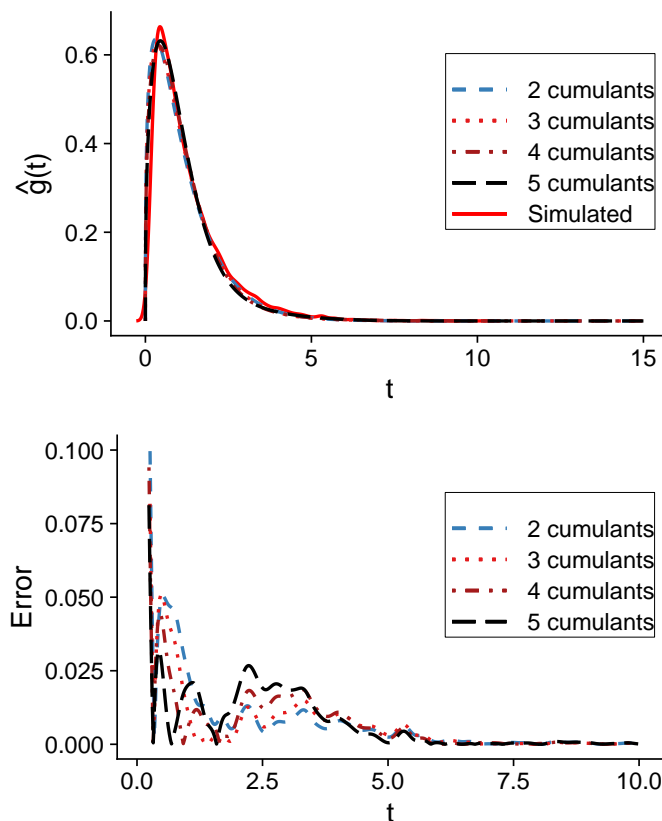 0.6
0.4
0.2
0.0
ĝ(t)
2 cumulants
3 cumulants
4 cumulants
5 cumulants
Simulated
0 5 10 15
t
0.100
0.075
0.050
0.025
0.000
Error
2 cumulants
3 cumulants
4 cumulants
5 cumulants
0.0 2.5 5.0 7.5 10.0
t